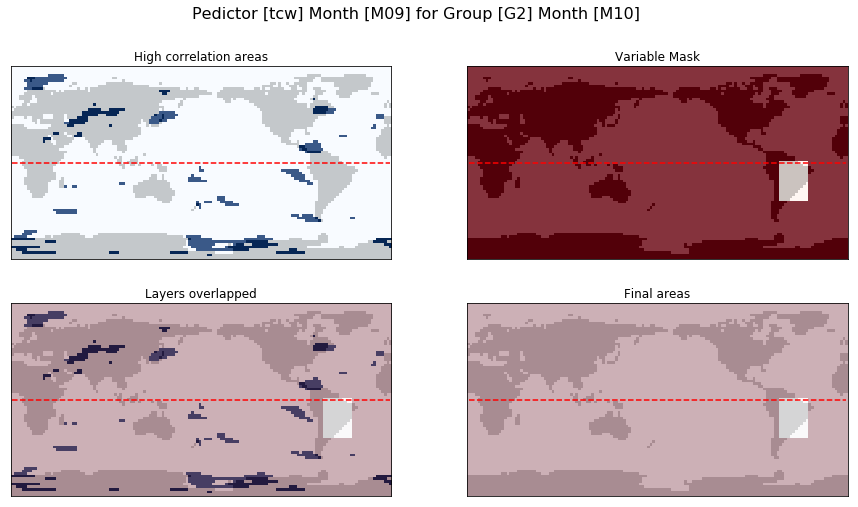 Pedictor [tcw] Month [M09] for Group [G2] Month [M10]
High correlation areas
Variable Mask
Layers overlapped
Final areas